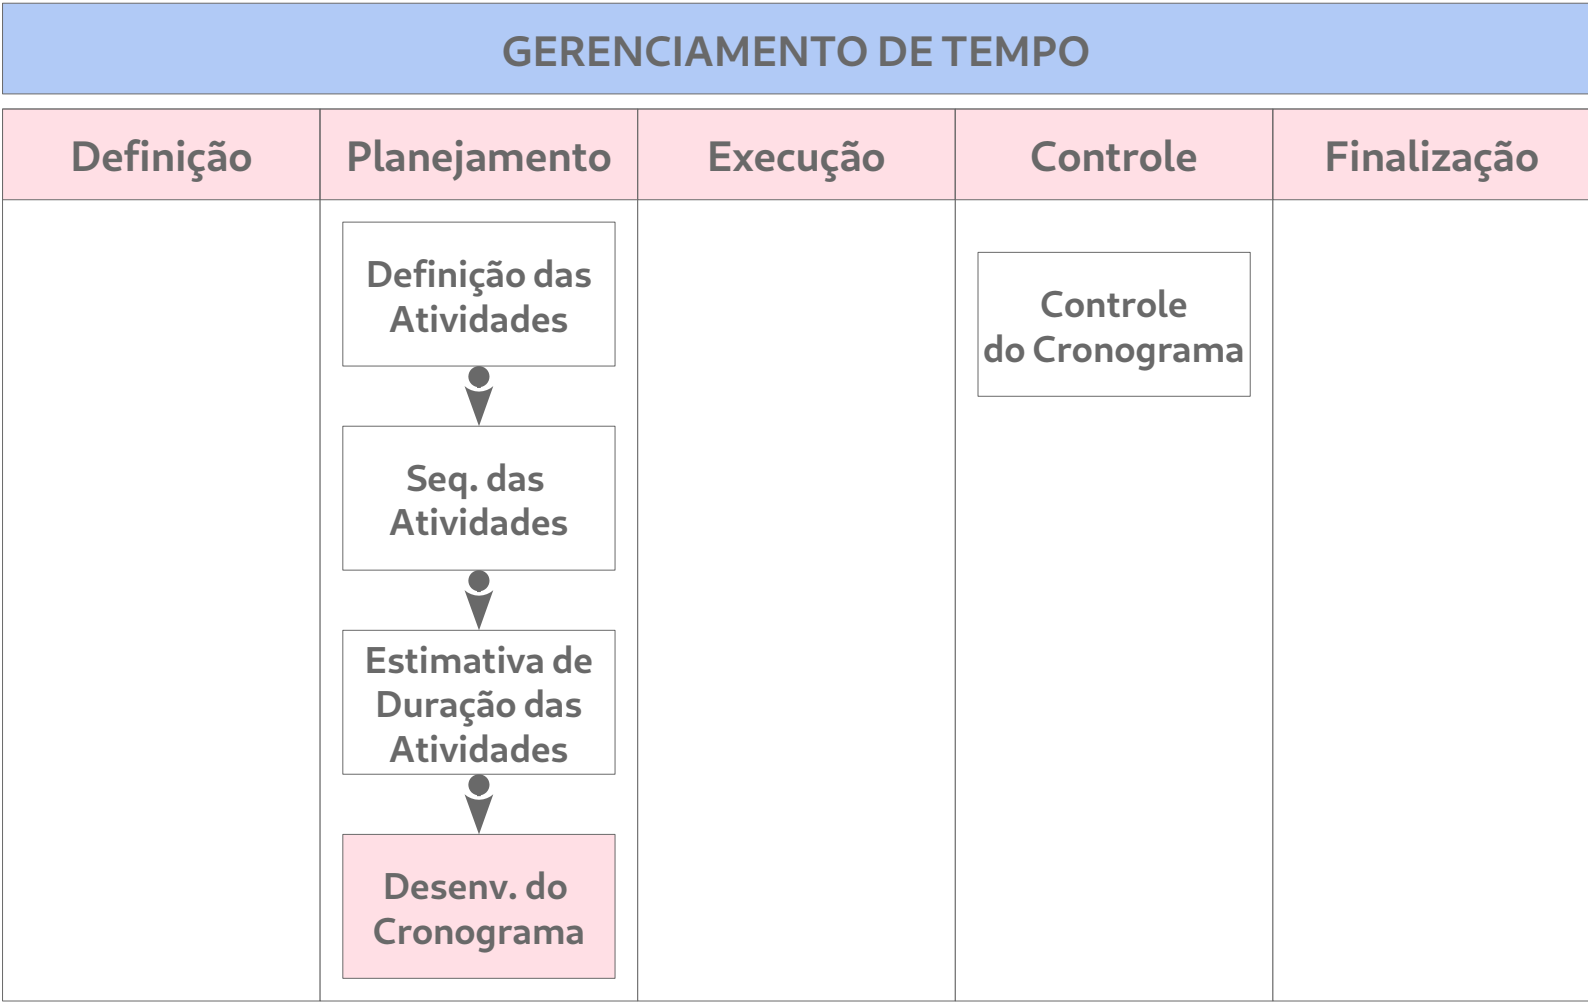 GERENCIAMENTO DE TEMPO
Definição
Planejamento
Execução
Controle
Finalização
Definição das
Atividades
Controle
do Cronograma
Seq. das
Atividades
Estimativa de
Duração das
Atividades
Desenv. do
Cronograma